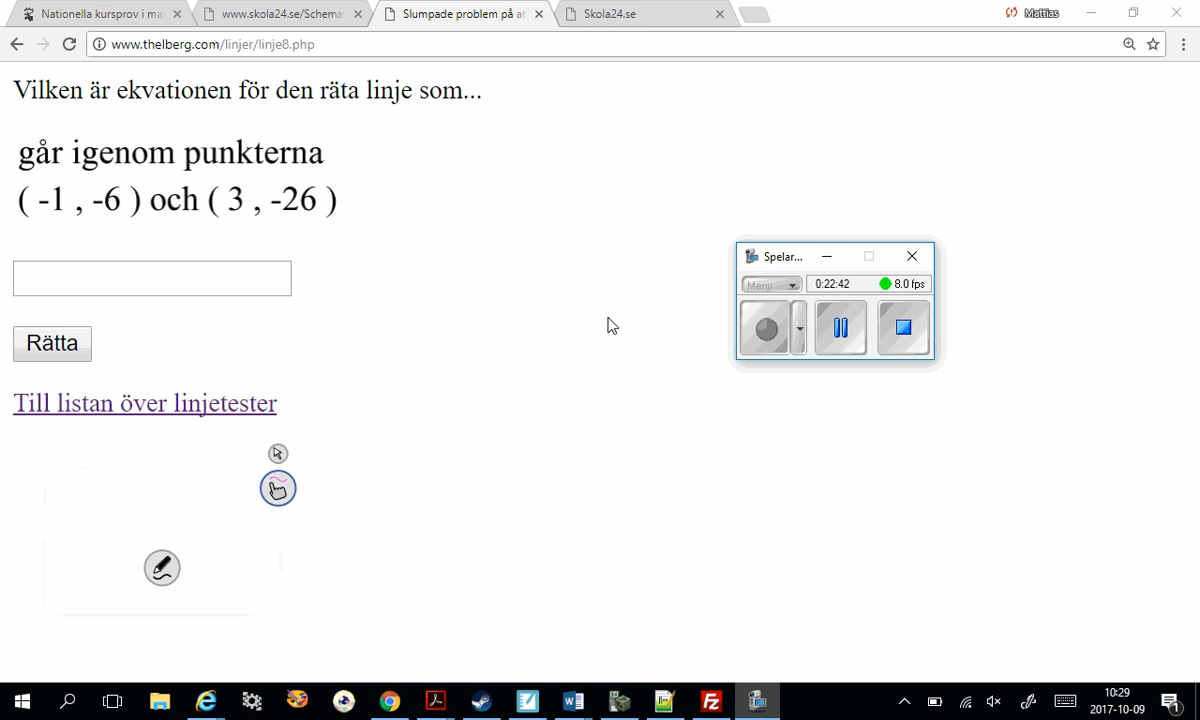 Nationella kursprov i ma
www.skola24.se/Schema
Slumpade problem på at
Skola24.se
Mattias
www.thelberg.com/linjer/linje8.php
Vilken är ekvationen för den räta linje som...
går igenom punkterna
( -1 , -6 ) och ( 3 , -26 )
Spelar...
Meny
0:22:42
8.0 fps
Rätta
Till listan över linjetester
10:29
2017-10-09
1